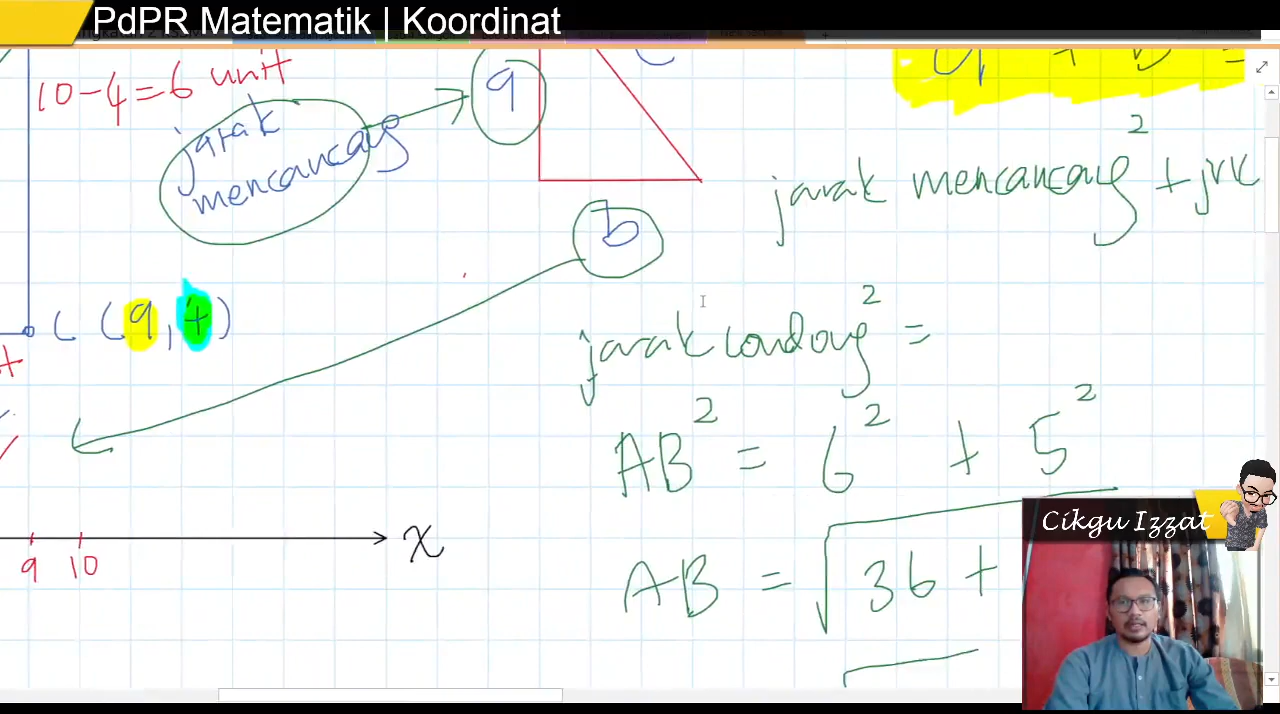 PdPR Matematik | Koordinat
10-4=6 unit
jarak
mencancang
a
b
C (9,4)
9 10
x
jarak mencancang² + jrk
jarak condong² =
AB² = 6² + 5²
AB = √36 +
Cikgu Izzat